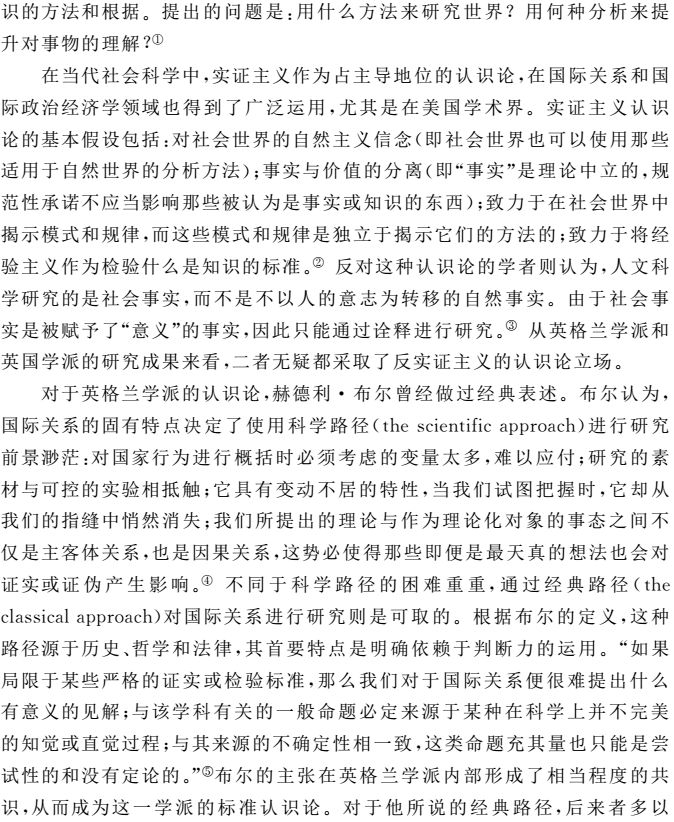 识的方法和根据。提出的问题是:用什么方法来研究世界？用何种分析来提
升对事物的理解?①
在当代社会科学中,实证主义作为占主导地位的认识论,在国际关系和国
际政治经济学领域也得到了广泛运用,尤其是在美国学术界。实证主义认识
论的基本假设包括:对社会世界的自然主义信念(即社会世界也可以使用那些
适用于自然世界的分析方法);事实与价值的分离(即“事实”是理论中立的,规
范性承诺不应当影响那些被认为是事实或知识的东西);致力于在社会世界中
揭示模式和规律,而这些模式和规律是独立于揭示它们的方法的;致力于将经
验主义作为检验什么是知识的标准。② 反对这种认识论的学者则认为,人文科
学研究的是社会事实,而不是不以人的意志为转移的自然事实。由于社会事
实是被赋予了“意义”的事实,因此只能通过诠释进行研究。③ 从英格兰学派和
英国学派的研究成果来看,二者无疑都采取了反实证主义的认识论立场。
对于英格兰学派的认识论,赫德利·布尔曾经做过经典表述。布尔认为,
国际关系的固有特点决定了使用科学路径(the scientific approach)进行研究
前景渺茫:对国家行为进行概括时必须考虑的变量太多,难以应付;研究的素
材与可控的实验相抵触;它具有变动不居的特性,当我们试图把握时,它却从
我们的指缝中悄然消失;我们所提出的理论与作为理论化对象的事态之间不
仅是主客体关系,也是因果关系,这势必使得那些即便是最天真的想法也会对
证实或证伪产生影响。④ 不同于科学路径的困难重重,通过经典路径(the
classical approach)对国际关系进行研究则是可取的。根据布尔的定义,这种
路径源于历史、哲学和法律,其首要特点是明确依赖于判断力的运用。“如果
局限于某些严格的证实或检验标准,那么我们对于国际关系便很难提出什么
有意义的见解;与该学科有关的一般命题必定来源于某种在科学上并不完美
的知觉或直觉过程;与其来源的不确定性相一致,这类命题充其量也只能是尝
试性的和没有定论的。”⑤布尔的主张在英格兰学派内部形成了相当程度的共
识,从而成为这一学派的标准认识论。对于他所说的经典路径,后来者多以